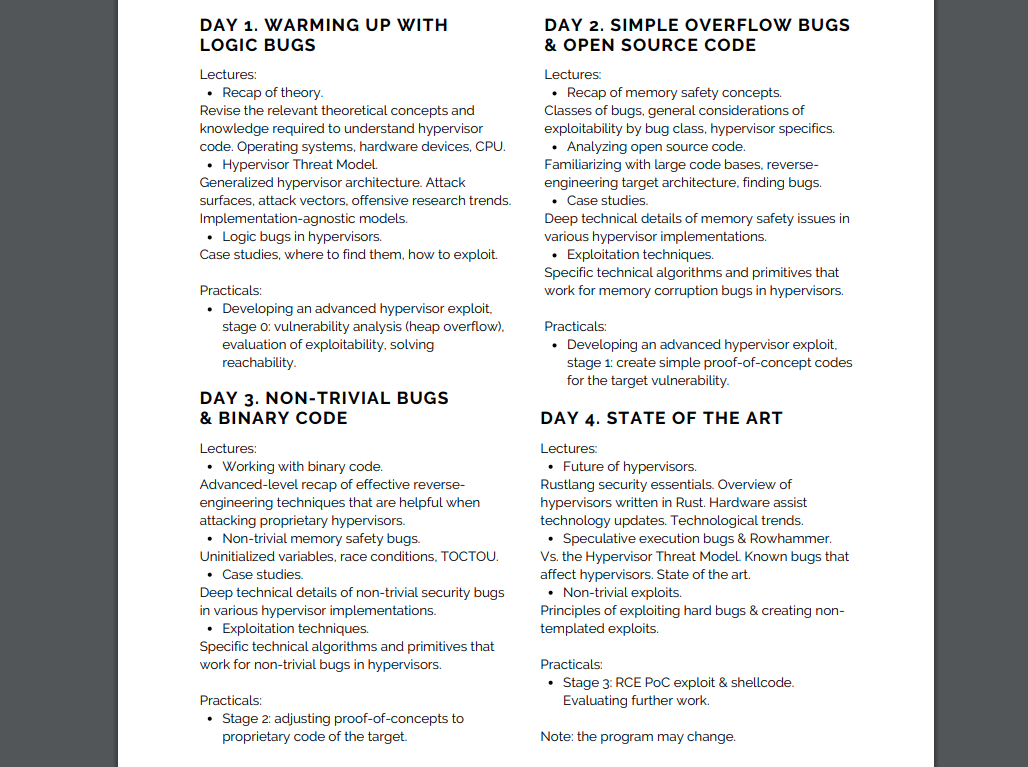 DAY 1. WARMING UP WITH
LOGIC BUGS
Lectures:
• Recap of theory.
Revise the relevant theoretical concepts and
knowledge required to understand hypervisor
code. Operating systems, hardware devices, CPU.
• Hypervisor Threat Model.
Generalized hypervisor architecture. Attack
surfaces, attack vectors, offensive research trends.
Implementation-agnostic models.
• Logic bugs in hypervisors.
Case studies, where to find them, how to exploit.
Practicals:
• Developing an advanced hypervisor exploit,
stage 0: vulnerability analysis (heap overflow),
evaluation of exploitability, solving
reachability.
DAY 2. SIMPLE OVERFLOW BUGS
& OPEN SOURCE CODE
Lectures:
• Recap of memory safety concepts.
Classes of bugs, general considerations of
exploitability by bug class, hypervisor specifics.
• Analyzing open source code.
Familiarizing with large code bases, reverse-
engineering target architecture, finding bugs.
• Case studies.
Deep technical details of memory safety issues in
various hypervisor implementations.
• Exploitation techniques.
Specific technical algorithms and primitives that
work for memory corruption bugs in hypervisors.
Practicals:
• Developing an advanced hypervisor exploit,
stage 1: create simple proof-of-concept codes
for the target vulnerability.
DAY 3. NON-TRIVIAL BUGS
& BINARY CODE
Lectures:
• Working with binary code.
Advanced-level recap of effective reverse-
engineering techniques that are helpful when
attacking proprietary hypervisors.
• Non-trivial memory safety bugs.
Uninitialized variables, race conditions, TOCTOU.
• Case studies.
Deep technical details of non-trivial security bugs
in various hypervisor implementations.
• Exploitation techniques.
Specific technical algorithms and primitives that
work for non-trivial bugs in hypervisors.
Practicals:
• Stage 2: adjusting proof-of-concepts to
proprietary code of the target.
DAY 4. STATE OF THE ART
Lectures:
• Future of hypervisors.
Rustlang security essentials. Overview of
hypervisors written in Rust. Hardware assist
technology updates. Technological trends.
• Speculative execution bugs & Rowhammer.
Vs. the Hypervisor Threat Model. Known bugs that
affect hypervisors. State of the art.
• Non-trivial exploits.
Principles of exploiting hard bugs & creating non-
templated exploits.
Practicals:
• Stage 3: RCE PoC exploit & shellcode.
Evaluating further work.
Note: the program may change.